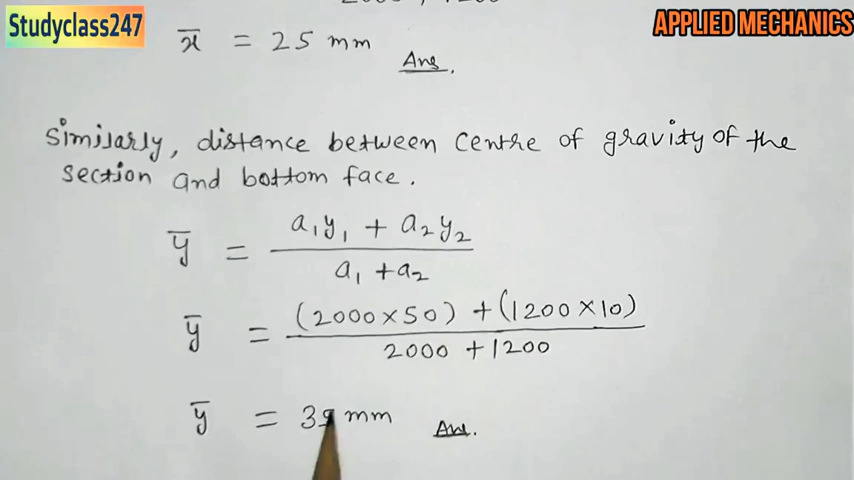 Studyclass247
APPLIED MECHANICS
x̄ = 25 mm
Ans.
Similarly, distance between centre of gravity of the
section and bottom face.
ȳ = a₁y₁ + a₂y₂
a₁ + a₂
ȳ = (2000×50) + (1200×10)
2000 + 1200
ȳ = 35 mm Ans.